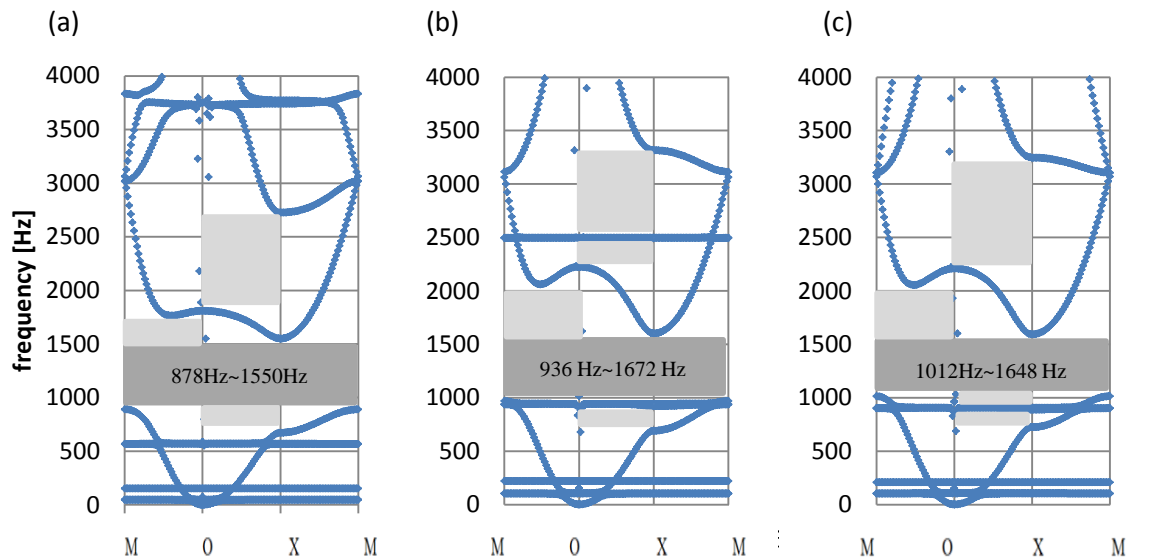 (a) (b) (c)
frequency [Hz]
4000 4000 4000
3500 3500 3500
3000 3000 3000
2500 2500 2500
2000 2000 2000
1500 1500 1500
878Hz~1550Hz 936 Hz~1672 Hz 1012Hz~1648 Hz
1000 1000 1000
500 500 500
0 0 0
M O X M M O X M M O X M